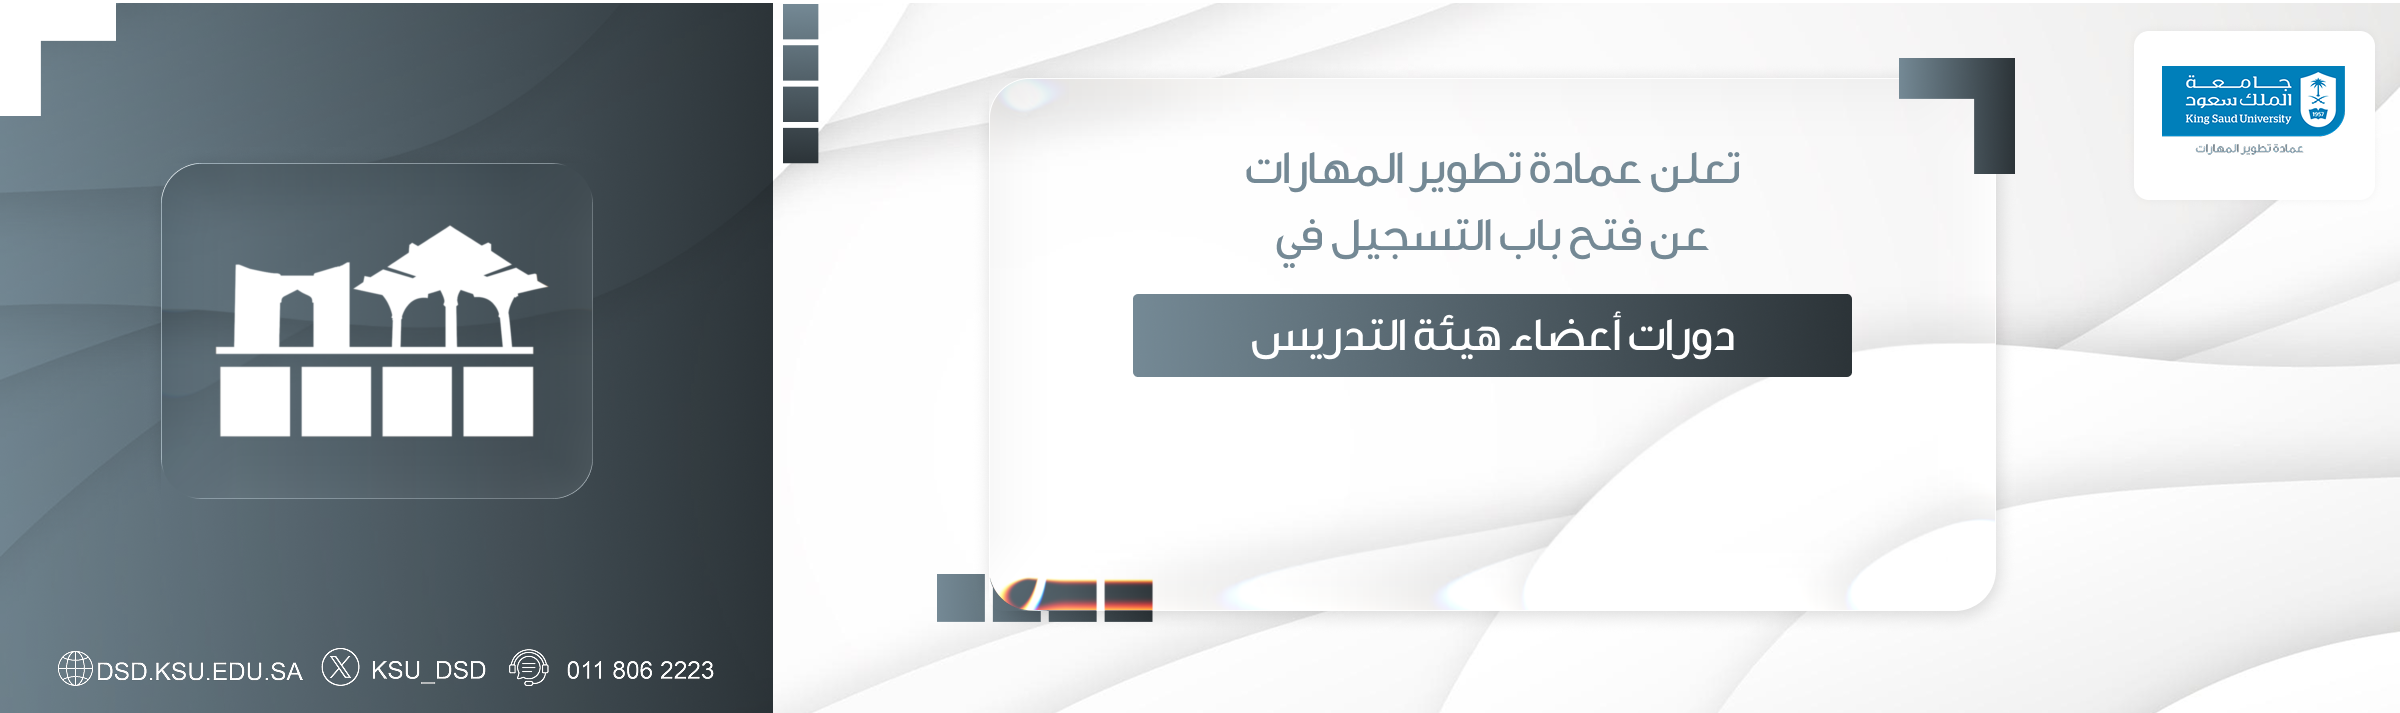 جـامـعـة
الملك سعود
King Saud University
1957
عمادة تطوير المهارات
تعلن عمادة تطوير المهارات
عن فتح باب التسجيل في
دورات أعضاء هيئة التدريس
DSD.KSU.EDU.SA
KSU_DSD
011 806 2223